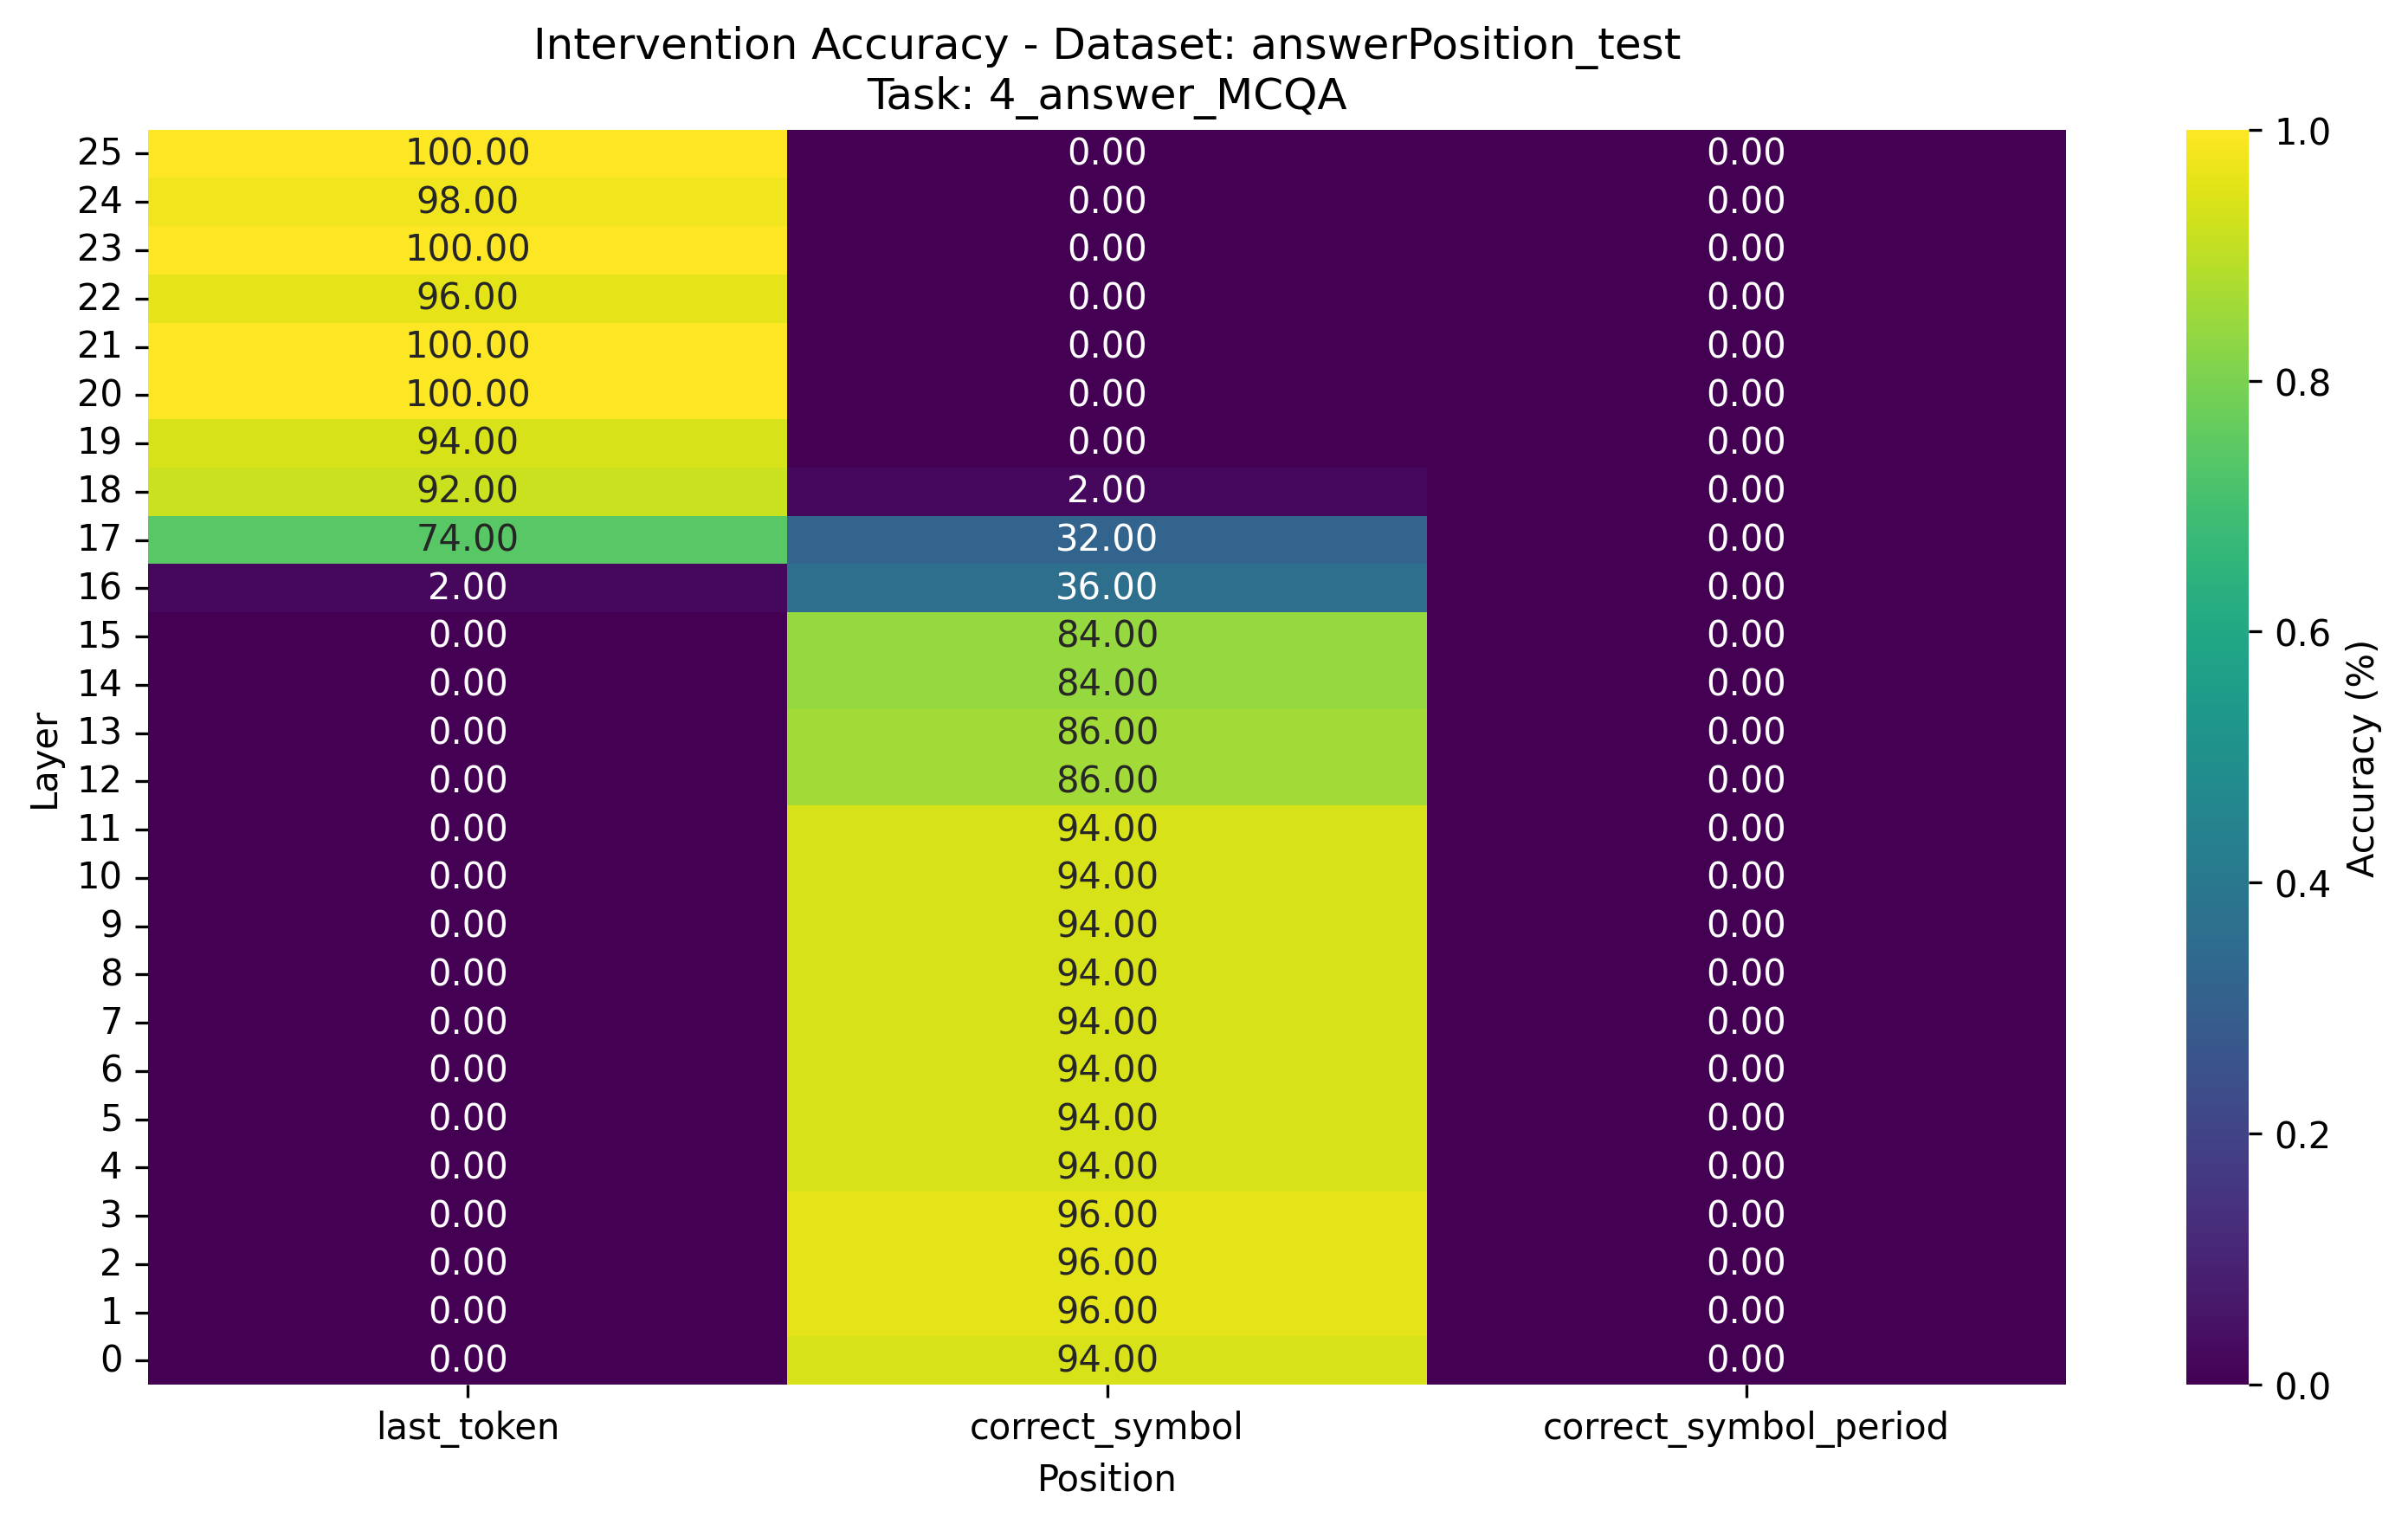 Intervention Accuracy - Dataset: answerPosition_test
Task: 4_answer_MCQA
25 100.00 0.00 0.00
24 98.00 0.00 0.00
23 100.00 0.00 0.00
22 96.00 0.00 0.00
21 100.00 0.00 0.00
20 100.00 0.00 0.00
19 94.00 0.00 0.00
18 92.00 2.00 0.00
17 74.00 32.00 0.00
16 2.00 36.00 0.00
15 0.00 84.00 0.00
14 0.00 84.00 0.00
13 0.00 86.00 0.00
12 0.00 86.00 0.00
11 0.00 94.00 0.00
10 0.00 94.00 0.00
9 0.00 94.00 0.00
8 0.00 94.00 0.00
7 0.00 94.00 0.00
6 0.00 94.00 0.00
5 0.00 94.00 0.00
4 0.00 94.00 0.00
3 0.00 96.00 0.00
2 0.00 96.00 0.00
1 0.00 96.00 0.00
0 0.00 94.00 0.00
last_token correct_symbol correct_symbol_period
Position
Layer
1.0
0.8
0.6
0.4
0.2
0.0
Accuracy (%)